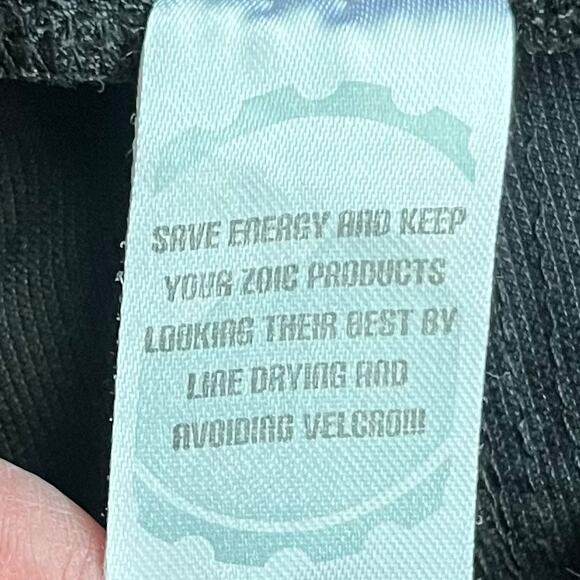 SAVE ENERGY AND KEEP
YOUR ZOIC PRODUCTS
LOOKING THEIR BEST BY
LINE DRYING AND
AVOIDING VELCRO!!!